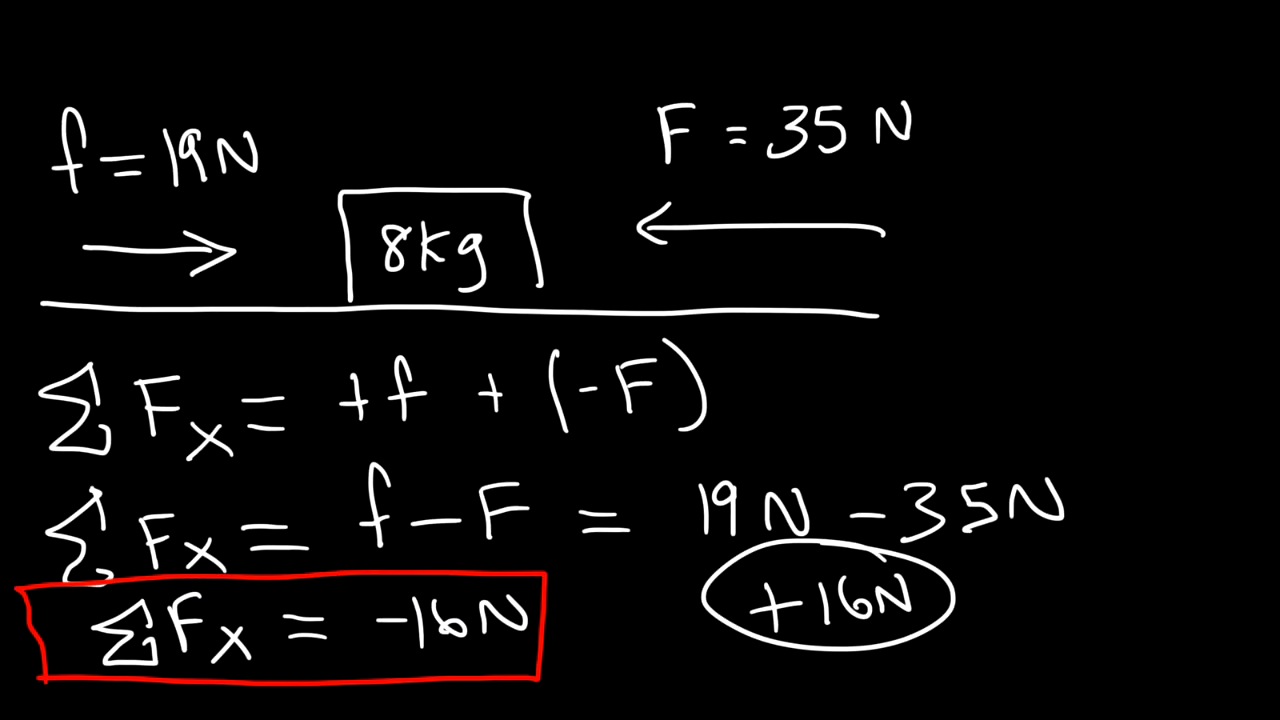 f = 19N
F = 35 N
8kg
∑Fx = +f + (-F)
∑Fx = f - F = 19N - 35N
∑Fx = -16N
+16N